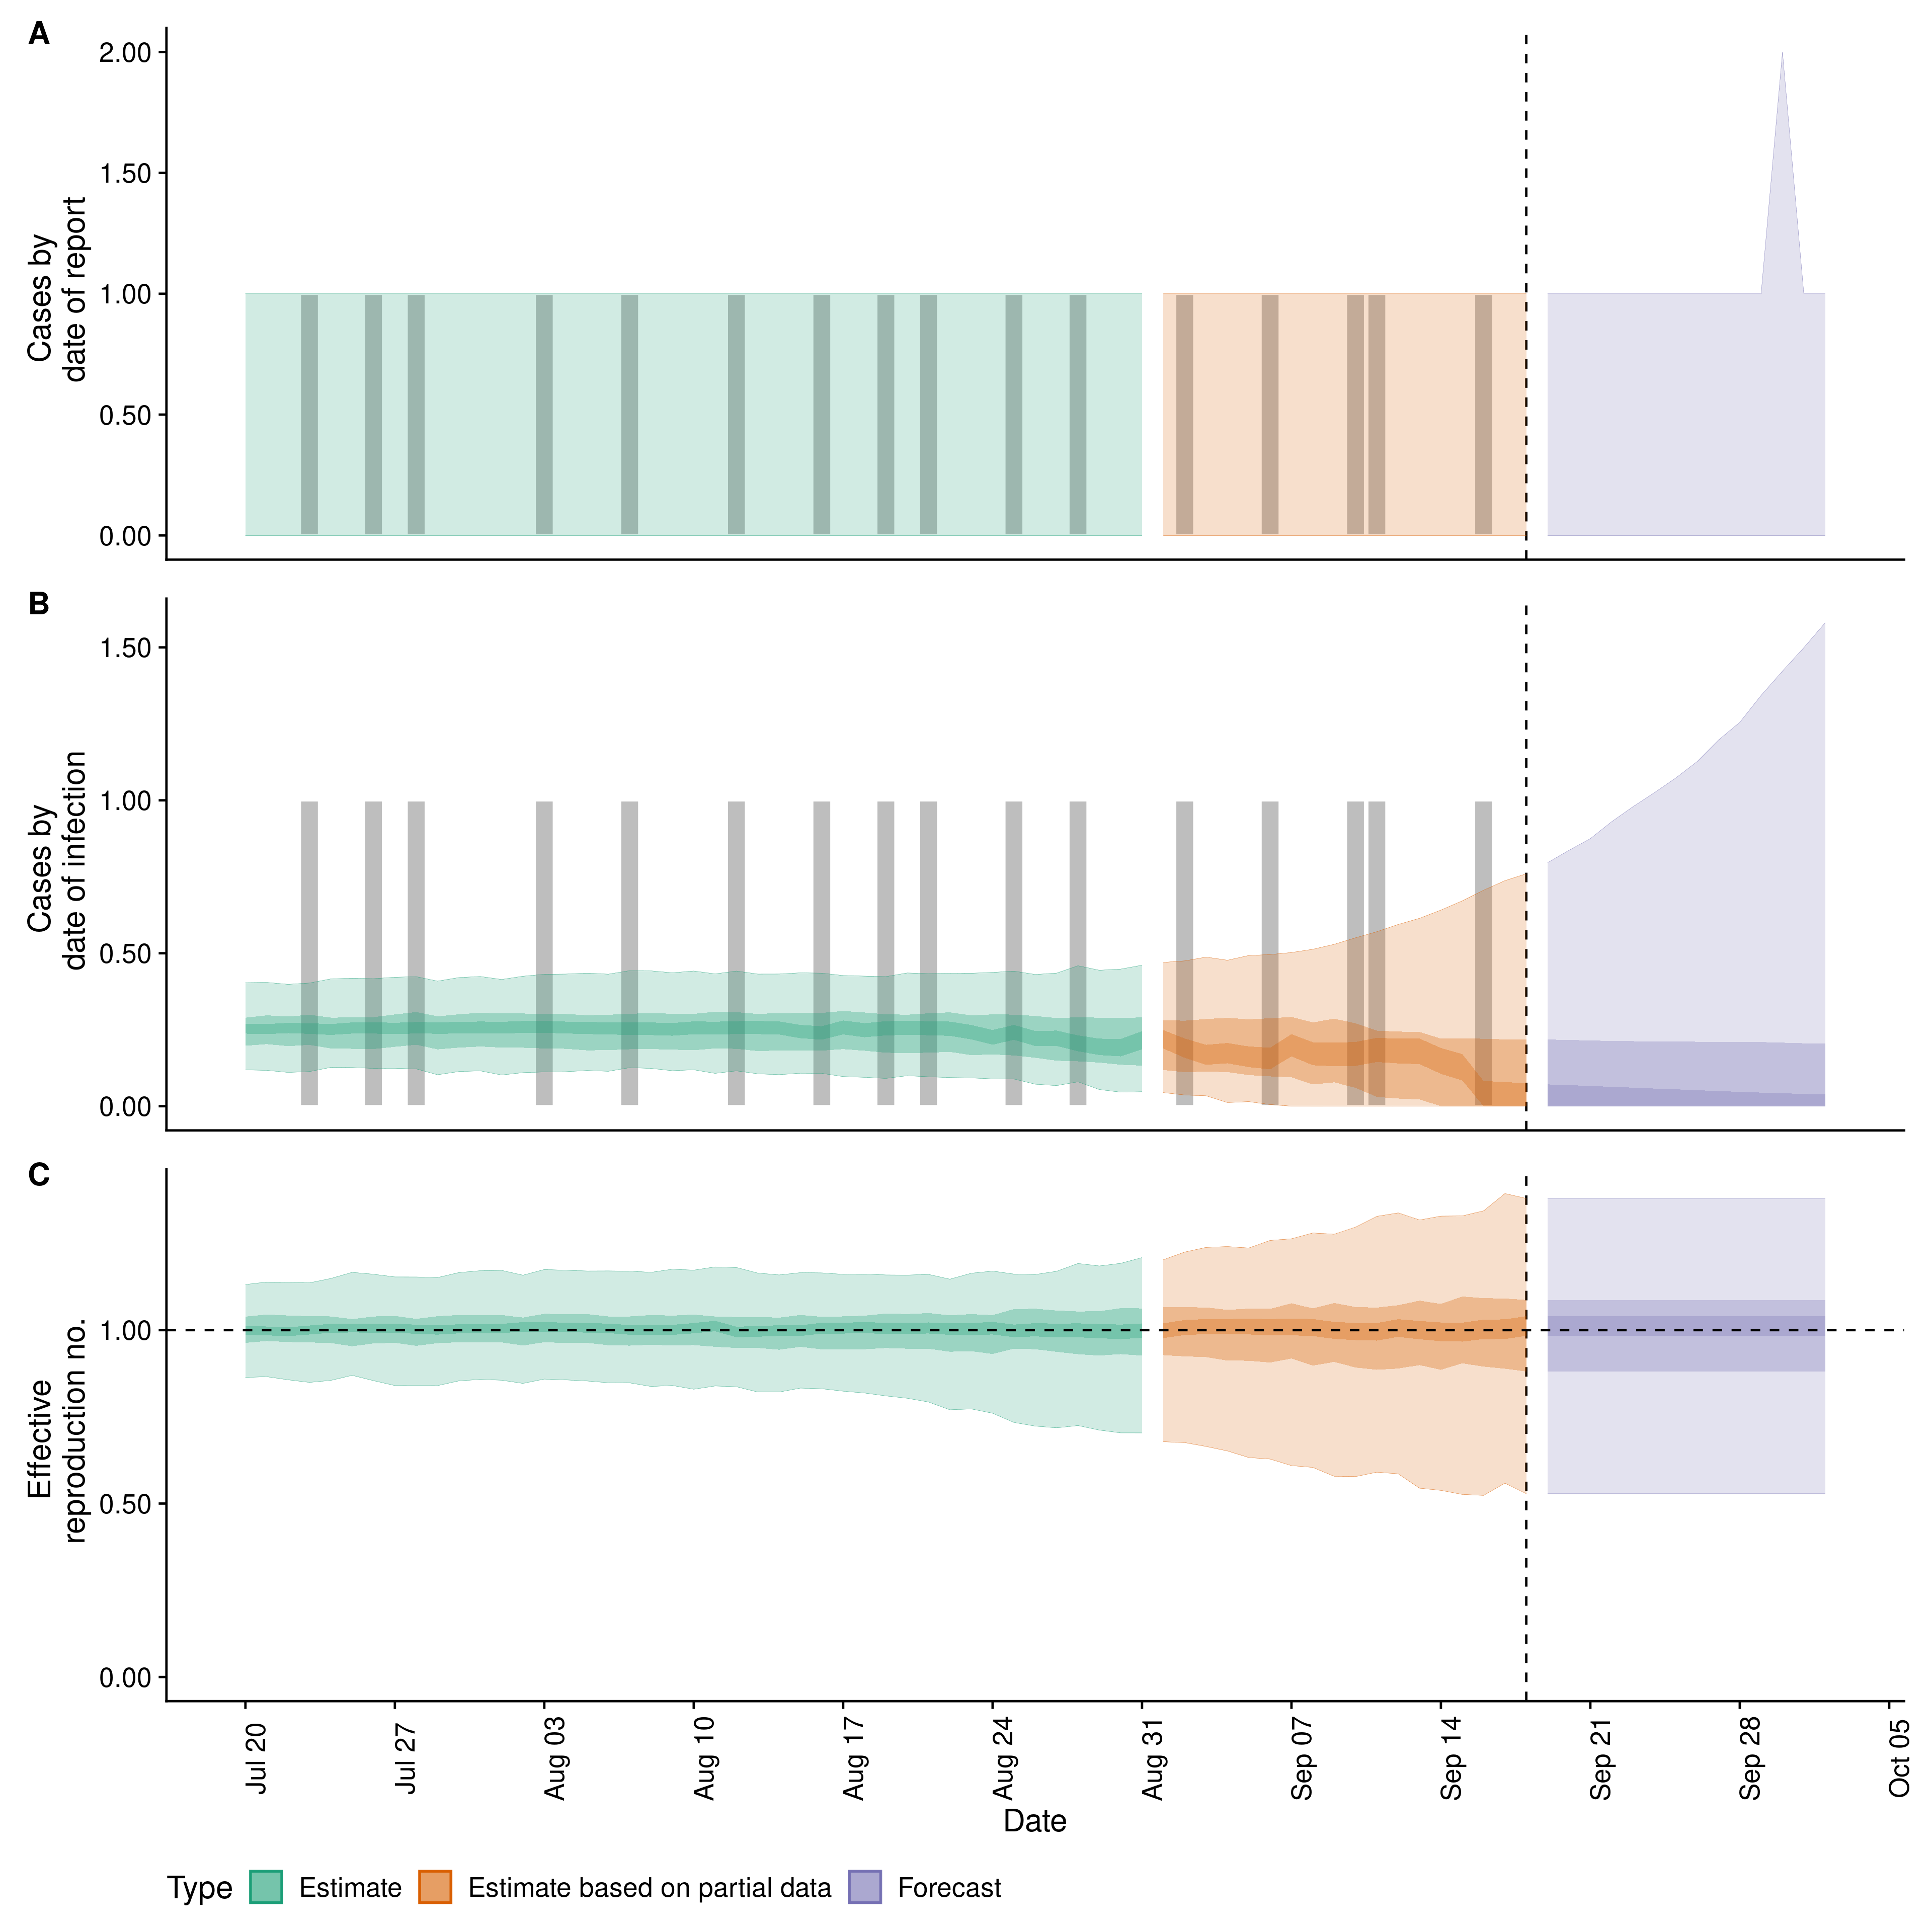 A
2.00
1.50
1.00
0.50
0.00
Cases by
date of report
B
1.50
1.00
0.50
0.00
Cases by
date of infection
C
1.00
0.50
0.00
Effective
reproduction no.
Jul 20
Jul 27
Aug 03
Aug 10
Aug 17
Aug 24
Aug 31
Sep 07
Sep 14
Sep 21
Sep 28
Oct 05
Date
Type Estimate Estimate based on partial data Forecast